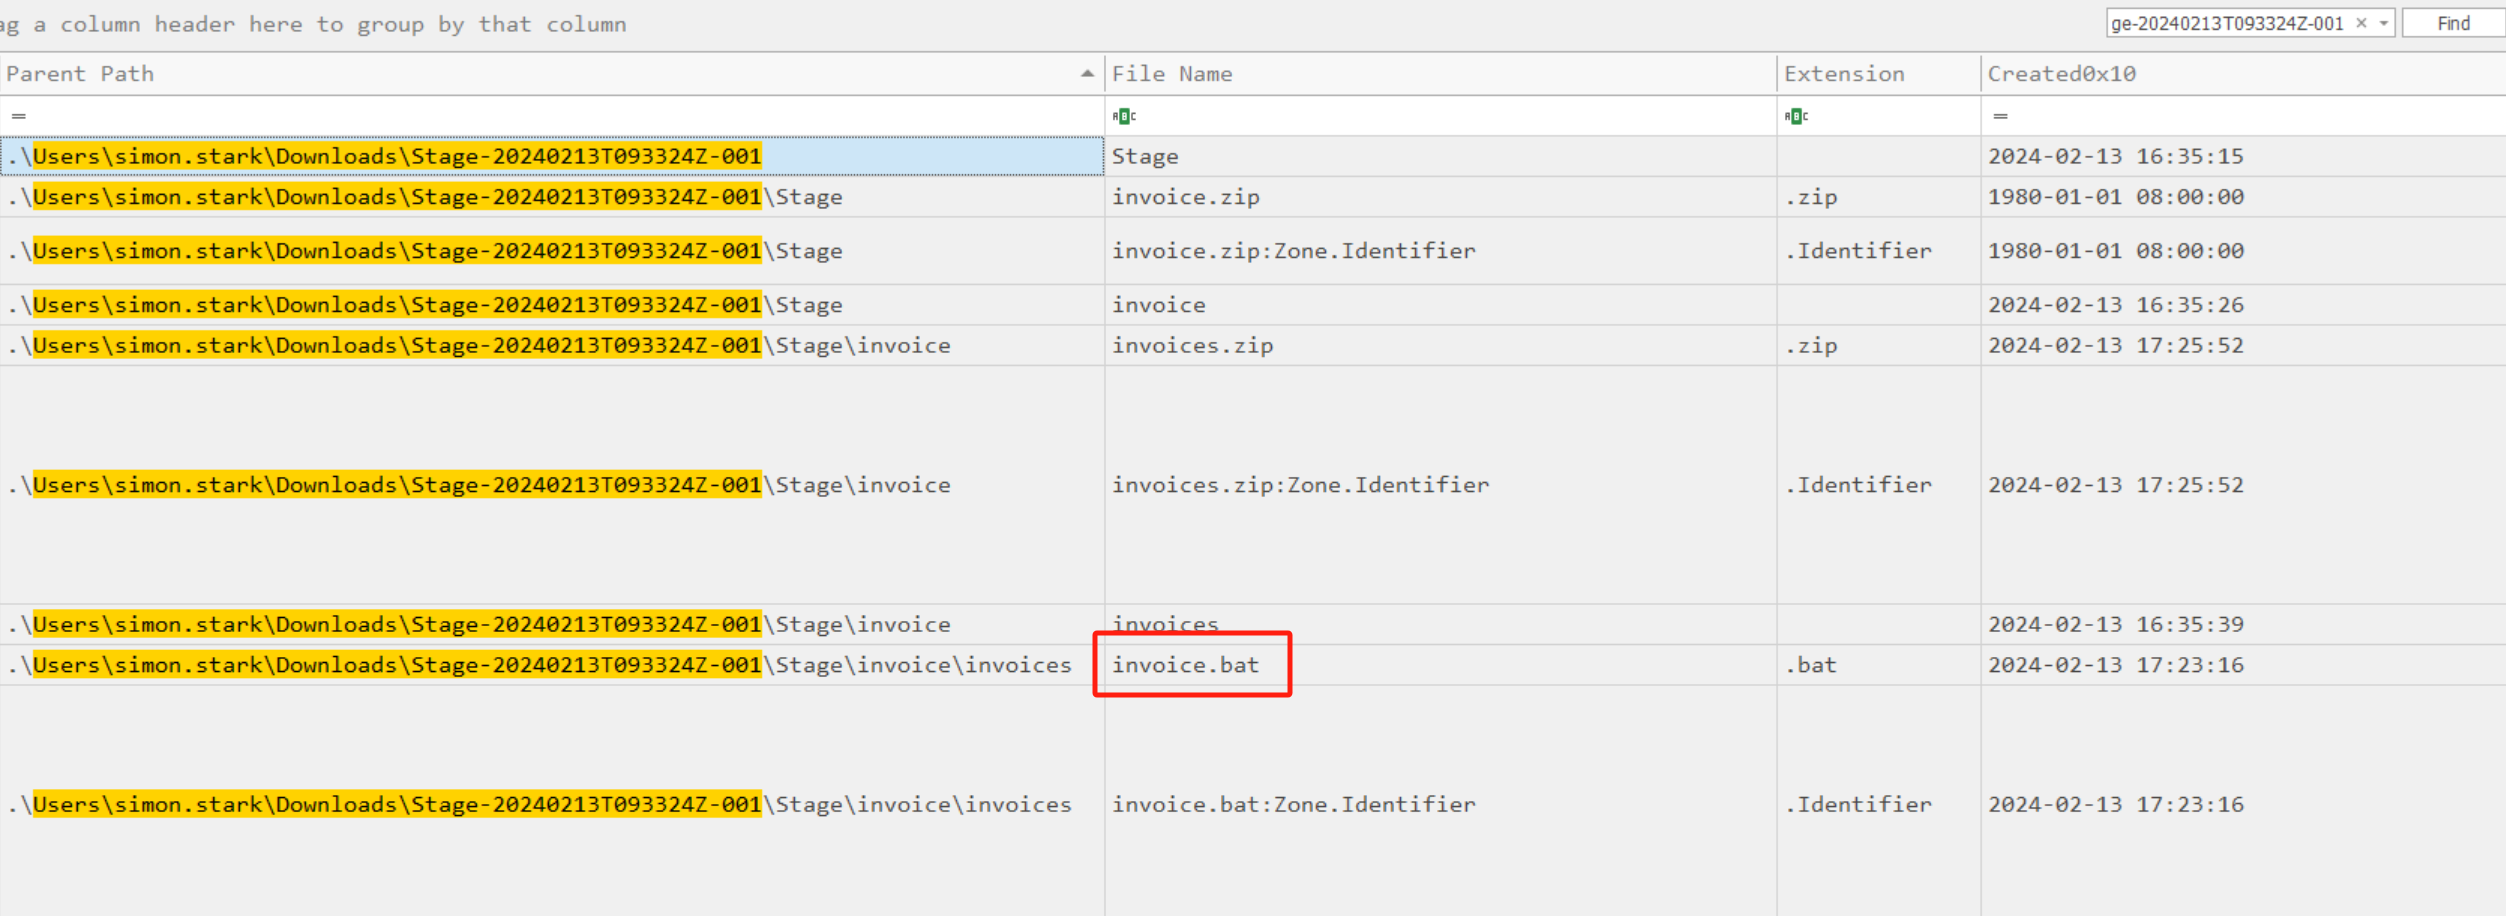 ag a column header here to group by that column ge-20240213T093324Z-001 Find
Parent Path File Name Extension Created0x10
= ABC ABC =
.\Users\simon.stark\Downloads\Stage-20240213T093324Z-001 Stage 2024-02-13 16:35:15
.\Users\simon.stark\Downloads\Stage-20240213T093324Z-001\Stage invoice.zip .zip 1980-01-01 08:00:00
.\Users\simon.stark\Downloads\Stage-20240213T093324Z-001\Stage invoice.zip:Zone.Identifier .Identifier 1980-01-01 08:00:00
.\Users\simon.stark\Downloads\Stage-20240213T093324Z-001\Stage invoice 2024-02-13 16:35:26
.\Users\simon.stark\Downloads\Stage-20240213T093324Z-001\Stage\invoice invoices.zip .zip 2024-02-13 17:25:52
.\Users\simon.stark\Downloads\Stage-20240213T093324Z-001\Stage\invoice invoices.zip:Zone.Identifier .Identifier 2024-02-13 17:25:52
.\Users\simon.stark\Downloads\Stage-20240213T093324Z-001\Stage\invoice invoices 2024-02-13 16:35:39
.\Users\simon.stark\Downloads\Stage-20240213T093324Z-001\Stage\invoice\invoices invoice.bat .bat 2024-02-13 17:23:16
.\Users\simon.stark\Downloads\Stage-20240213T093324Z-001\Stage\invoice\invoices invoice.bat:Zone.Identifier .Identifier 2024-02-13 17:23:16